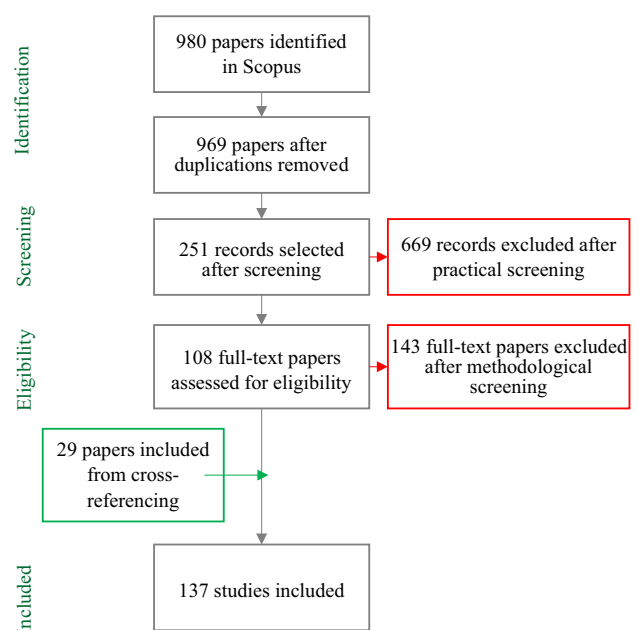 Identification
980 papers identified
in Scopus
969 papers after
duplications removed
Screening
251 records selected
after screening
669 records excluded after
practical screening
Eligibility
108 full-text papers
assessed for eligibility
143 full-text papers excluded
after methodological
screening
29 papers included
from cross-
referencing
Included
137 studies included